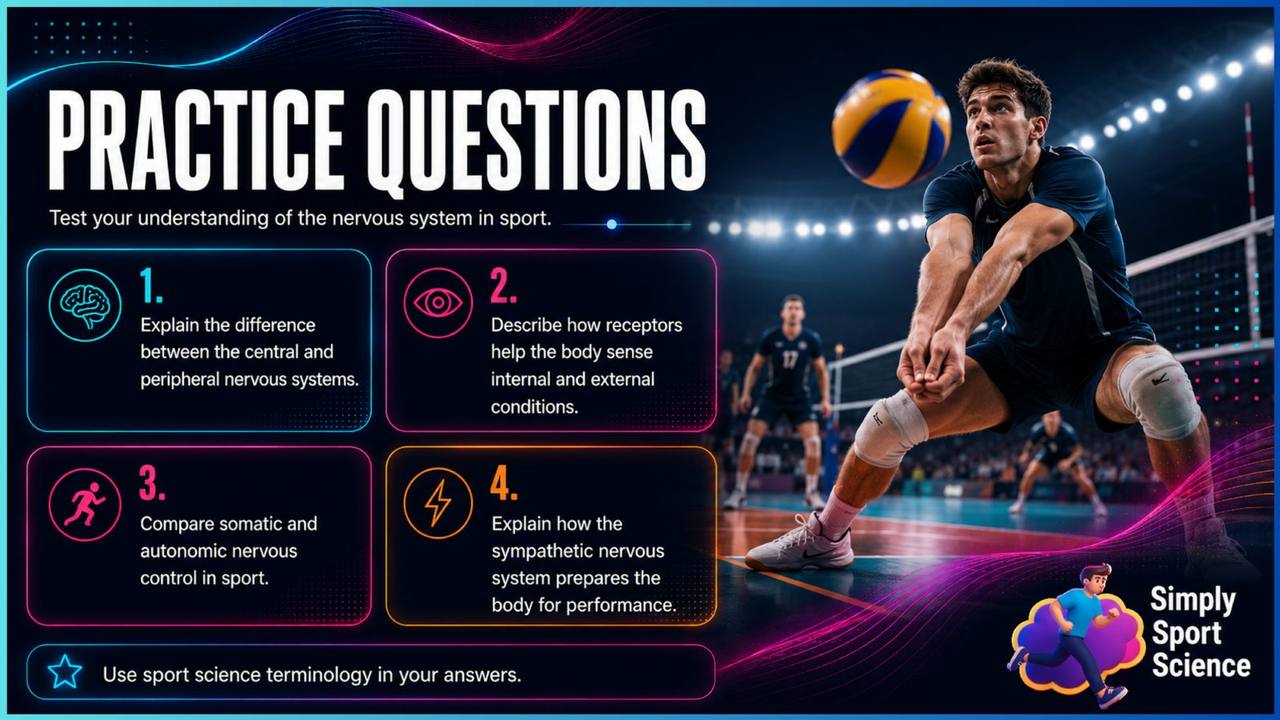 PRACTICE QUESTIONS
Test your understanding of the nervous system in sport.
1.
Explain the difference
between the central and
peripheral nervous systems.
2.
Describe how receptors
help the body sense
internal and external
conditions.
3.
Compare somatic and
autonomic nervous
control in sport.
4.
Explain how the
sympathetic nervous
system prepares the
body for performance.
Use sport science terminology in your answers.
17
Simply
Sport
Science